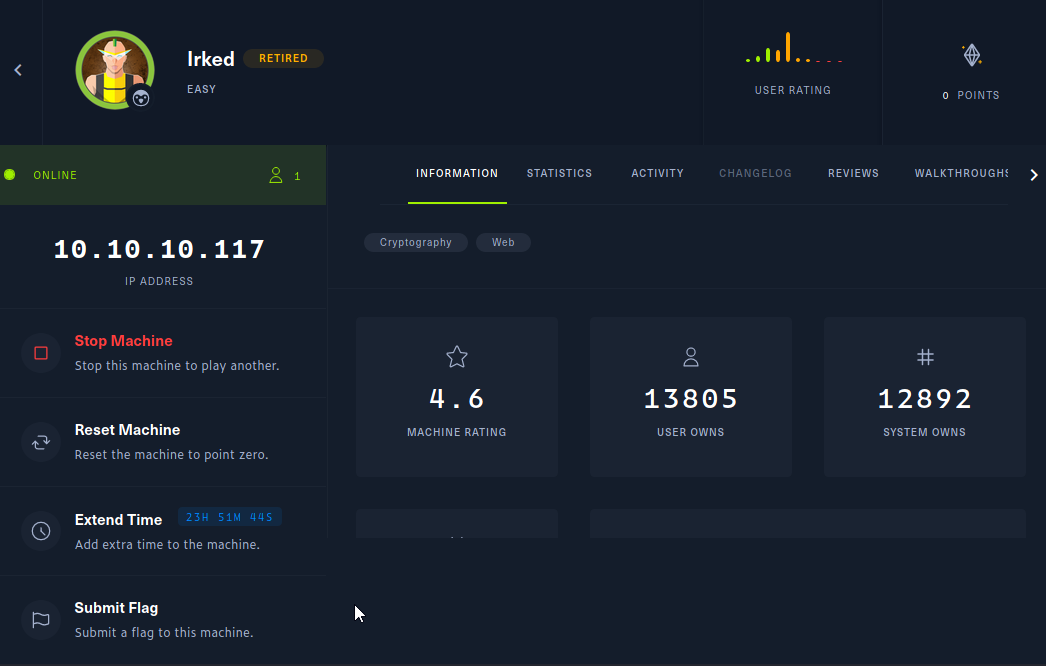 Irked RETIRED
EASY
USER RATING
0 POINTS
ONLINE 1
INFORMATION STATISTICS ACTIVITY CHANGELOG REVIEWS WALKTHROUGHS
10.10.10.117
IP ADDRESS
Cryptography Web
Stop Machine
Stop this machine to play another.
Reset Machine
Reset the machine to point zero.
Extend Time 23H 51M 44S
Add extra time to the machine.
Submit Flag
Submit a flag to this machine.
4.6
MACHINE RATING
13805
USER OWNS
12892
SYSTEM OWNS